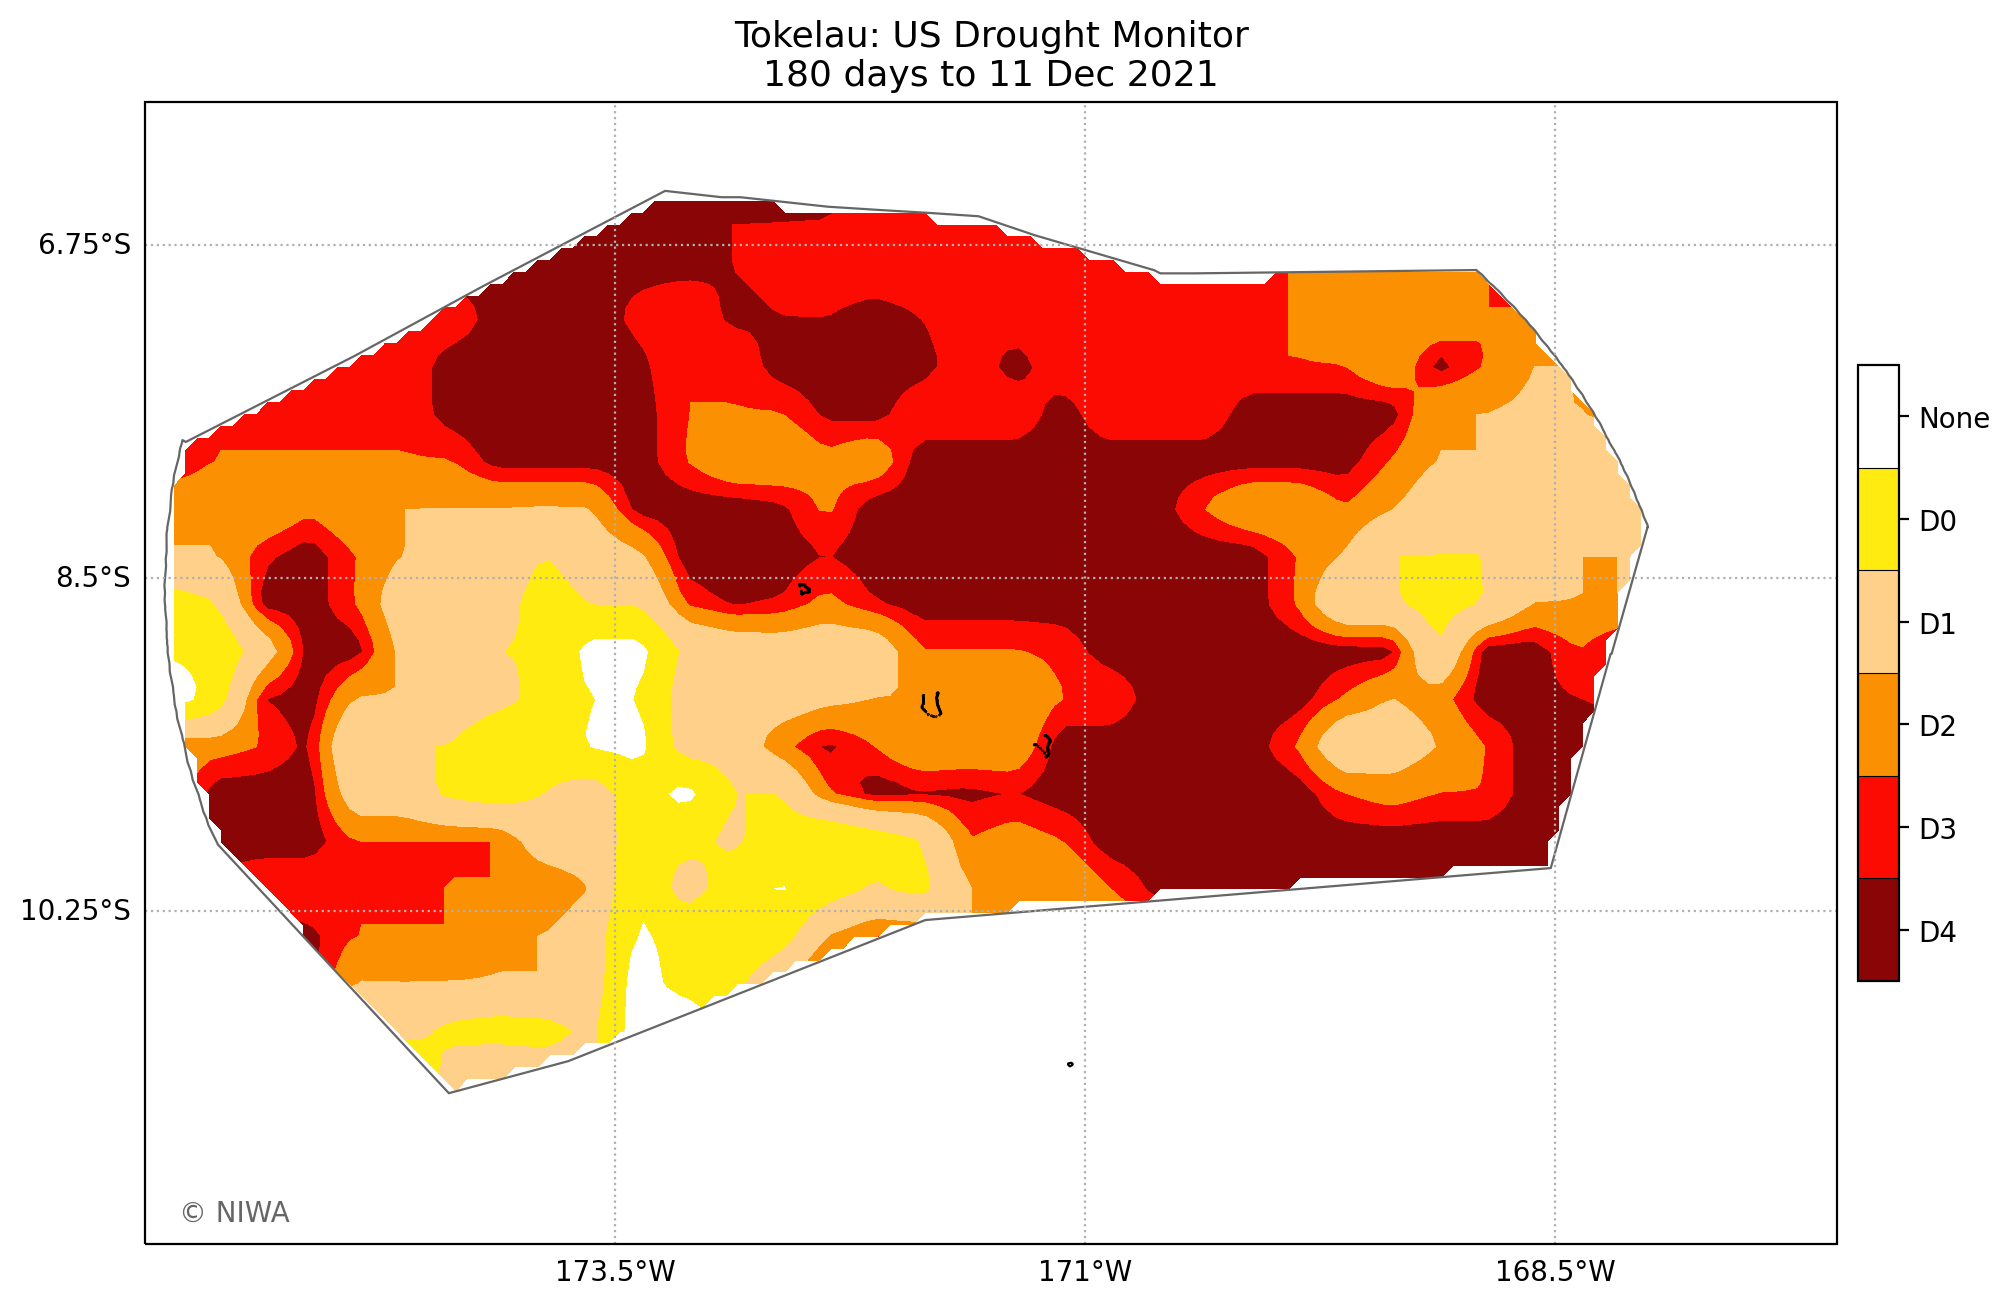 Tokelau: US Drought Monitor
180 days to 11 Dec 2021
6.75°S
8.5°S
10.25°S
173.5°W
171°W
168.5°W
None
D0
D1
D2
D3
D4
© NIWA